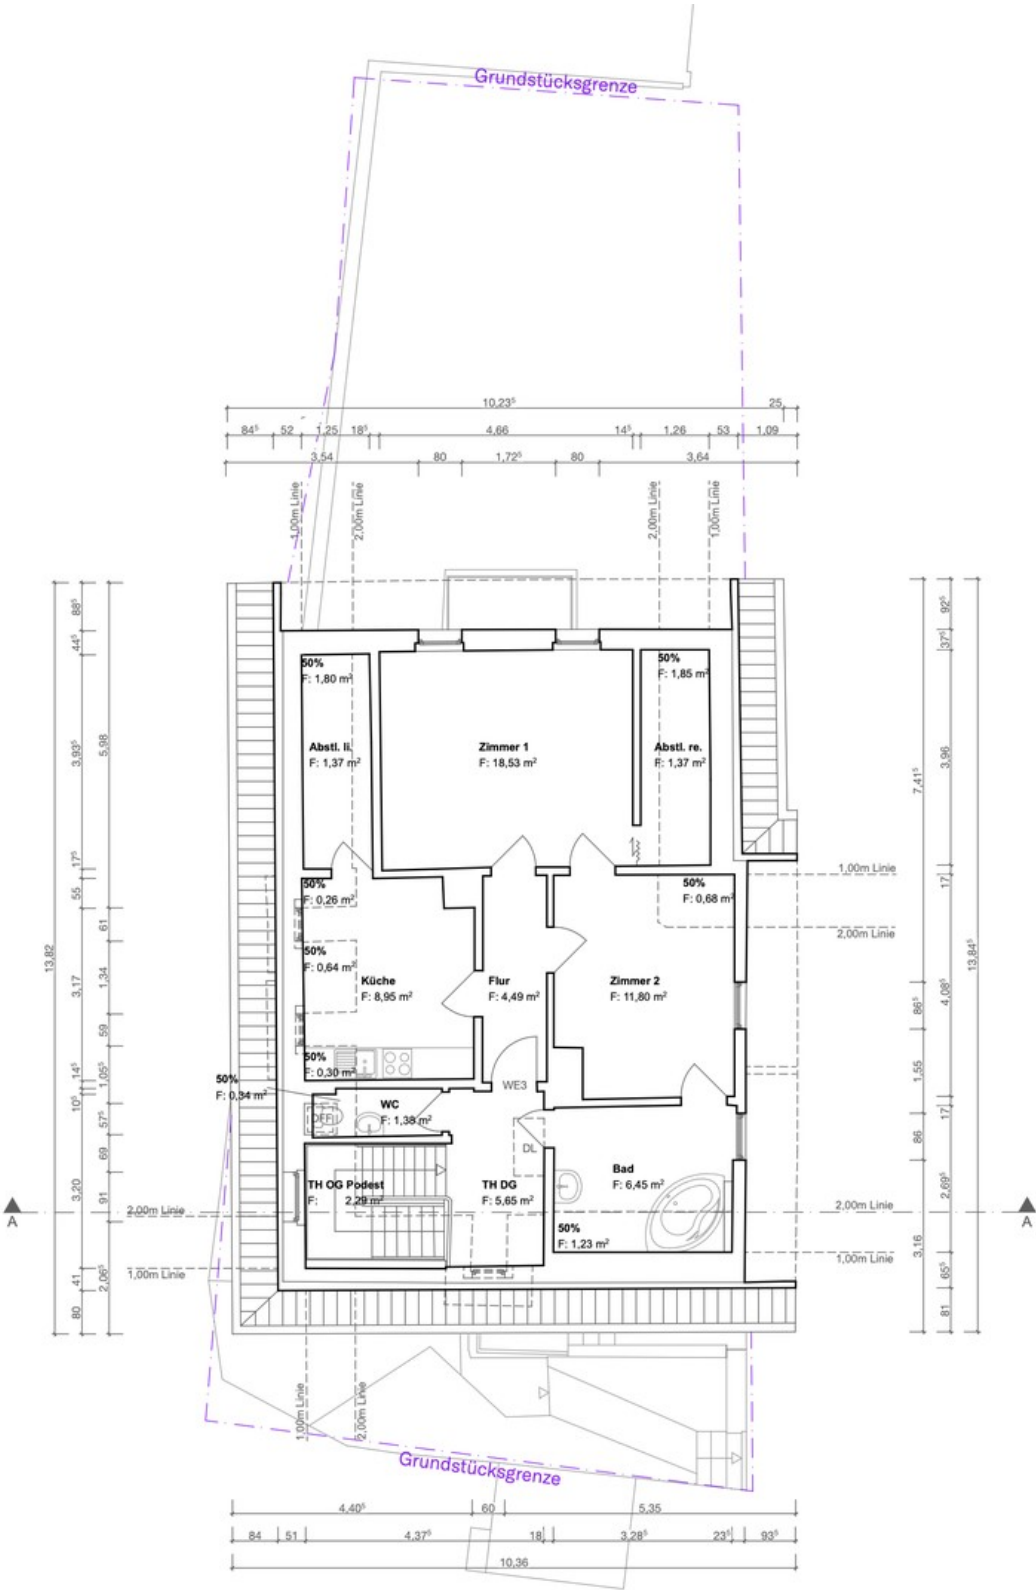 Grundstücksgrenze
10,23⁵
25
84⁵
52
1,25
18⁵
4,66
14⁵
1,26
53
1,09
3,54
80
1,72⁵
80
3,64
1,00m Linie
2,00m Linie
2,00m Linie
1,00m Linie
88⁵
44⁵
3,93⁵
5,98
17⁵
55
61
13,82
3,17
1,34
59
14⁵
1,05⁵
10⁵
57⁵
69
3,20
91
41
2,06⁵
80
50%
F: 1,80 m²
Abstl. li.
F: 1,37 m²
Zimmer 1
F: 18,53 m²
50%
F: 1,85 m²
Abstl. re.
F: 1,37 m²
92⁵
37⁵
3,96
7,41⁵
17
13,84⁵
4,08⁵
86⁵
1,55
17
86
2,69⁵
3,16
65⁵
81
1,00m Linie
2,00m Linie
50%
F: 0,26 m²
50%
F: 0,64 m²
Küche
F: 8,95 m²
50%
F: 0,30 m²
Flur
F: 4,49 m²
50%
F: 0,68 m²
Zimmer 2
F: 11,80 m²
WE3
50%
F: 0,34 m²
WC
F: 1,38 m²
DFF
DL
TH OG Podest
F: 2,29 m²
TH DG
F: 5,65 m²
Bad
F: 6,45 m²
50%
F: 1,23 m²
A
2,00m Linie
1,00m Linie
2,00m Linie
1,00m Linie
A
1,00m Linie
2,00m Linie
Grundstücksgrenze
4,40⁵
60
5,35
84
51
4,37⁵
18
3,28⁵
23⁵
93⁵
10,36